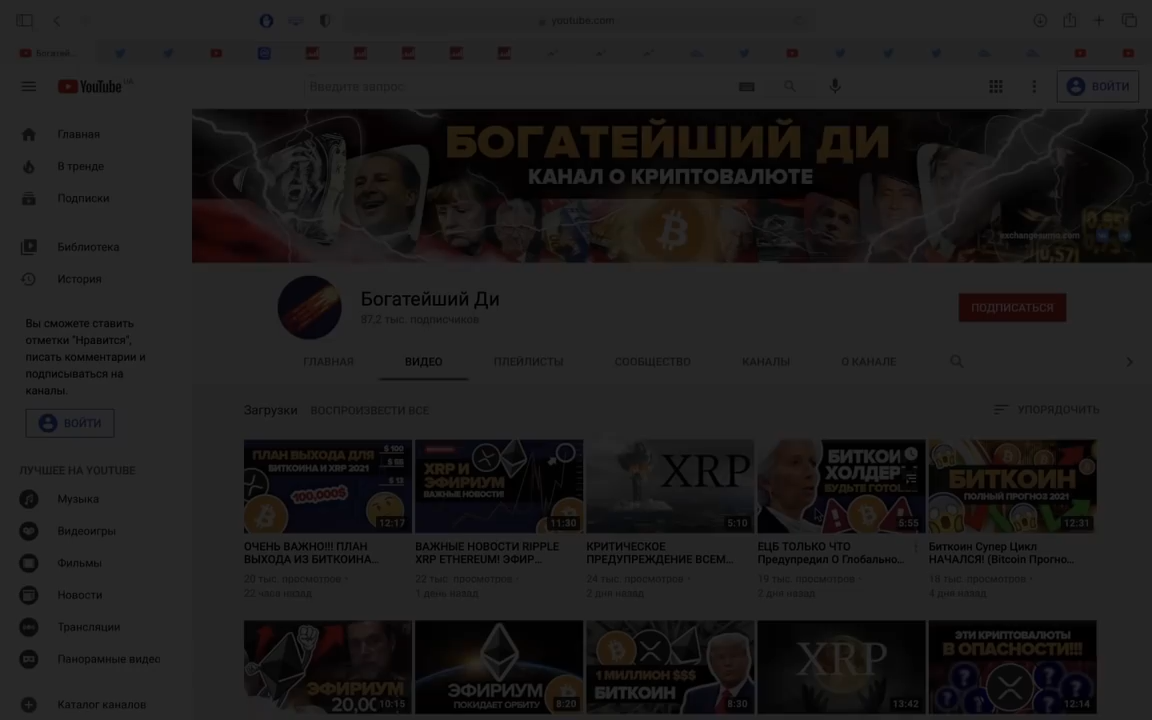 youtube.com
Богатей...
YouTube UA
Введите запрос
ВОЙТИ
Главная
В тренде
Подписки
Библиотека
История
Вы сможете ставить
отметки "Нравится",
писать комментарии и
подписываться на
каналы.
ВОЙТИ
ЛУЧШЕЕ НА YOUTUBE
Музыка
Видеоигры
Фильмы
Новости
Трансляции
Панорамные видео
Каталог каналов
БОГАТЕЙШИЙ ДИ
КАНАЛ О КРИПТОВАЛЮТЕ
exchangesumo.com
Богатейший Ди
87,2 тыс. подписчиков
ПОДПИСАТЬСЯ
ГЛАВНАЯ ВИДЕО ПЛЕЙЛИСТЫ СООБЩЕСТВО КАНАЛЫ О КАНАЛЕ
Загрузки ВОСПРОИЗВЕСТИ ВСЕ
УПОРЯДОЧИТЬ
ПЛАН ВЫХОДА ДЛЯ
БИТКОИНА И XRP 2021
100,000$
12:17
ОЧЕНЬ ВАЖНО!!! ПЛАН
ВЫХОДА ИЗ БИТКОИНА...
20 тыс. просмотров •
22 часа назад
XRP И
ЭФИРИУМ
ВАЖНЫЕ НОВОСТИ
11:30
ВАЖНЫЕ НОВОСТИ RIPPLE
XRP ETHEREUM! ЭФИР...
22 тыс. просмотров •
1 день назад
XRP
5:10
КРИТИЧЕСКОЕ
ПРЕДУПРЕЖДЕНИЕ ВСЕМ...
24 тыс. просмотров •
2 дня назад
БИТКОИ
ХОЛДЕР
5:55
ЕЦБ ТОЛЬКО ЧТО
Предупредил О Глобально...
19 тыс. просмотров •
2 дня назад
БИТКОИН
ПОЛНЫЙ ПРОГНОЗ 2021
12:31
Биткоин Супер Цикл
НАЧАЛСЯ! (Bitcoin Прогно...
18 тыс. просмотров •
4 дня назад
ЭФИРИУМ
10:15
ЭФИРИУМ
ПОКИДАЕТ ОРБИТУ
8:20
1 МИЛЛИОН $$$
БИТКОИН
8:30
XRP
13:42
ЭТИ КРИПТОВАЛЮТЫ
В ОПАСНОСТИ!!!
12:14